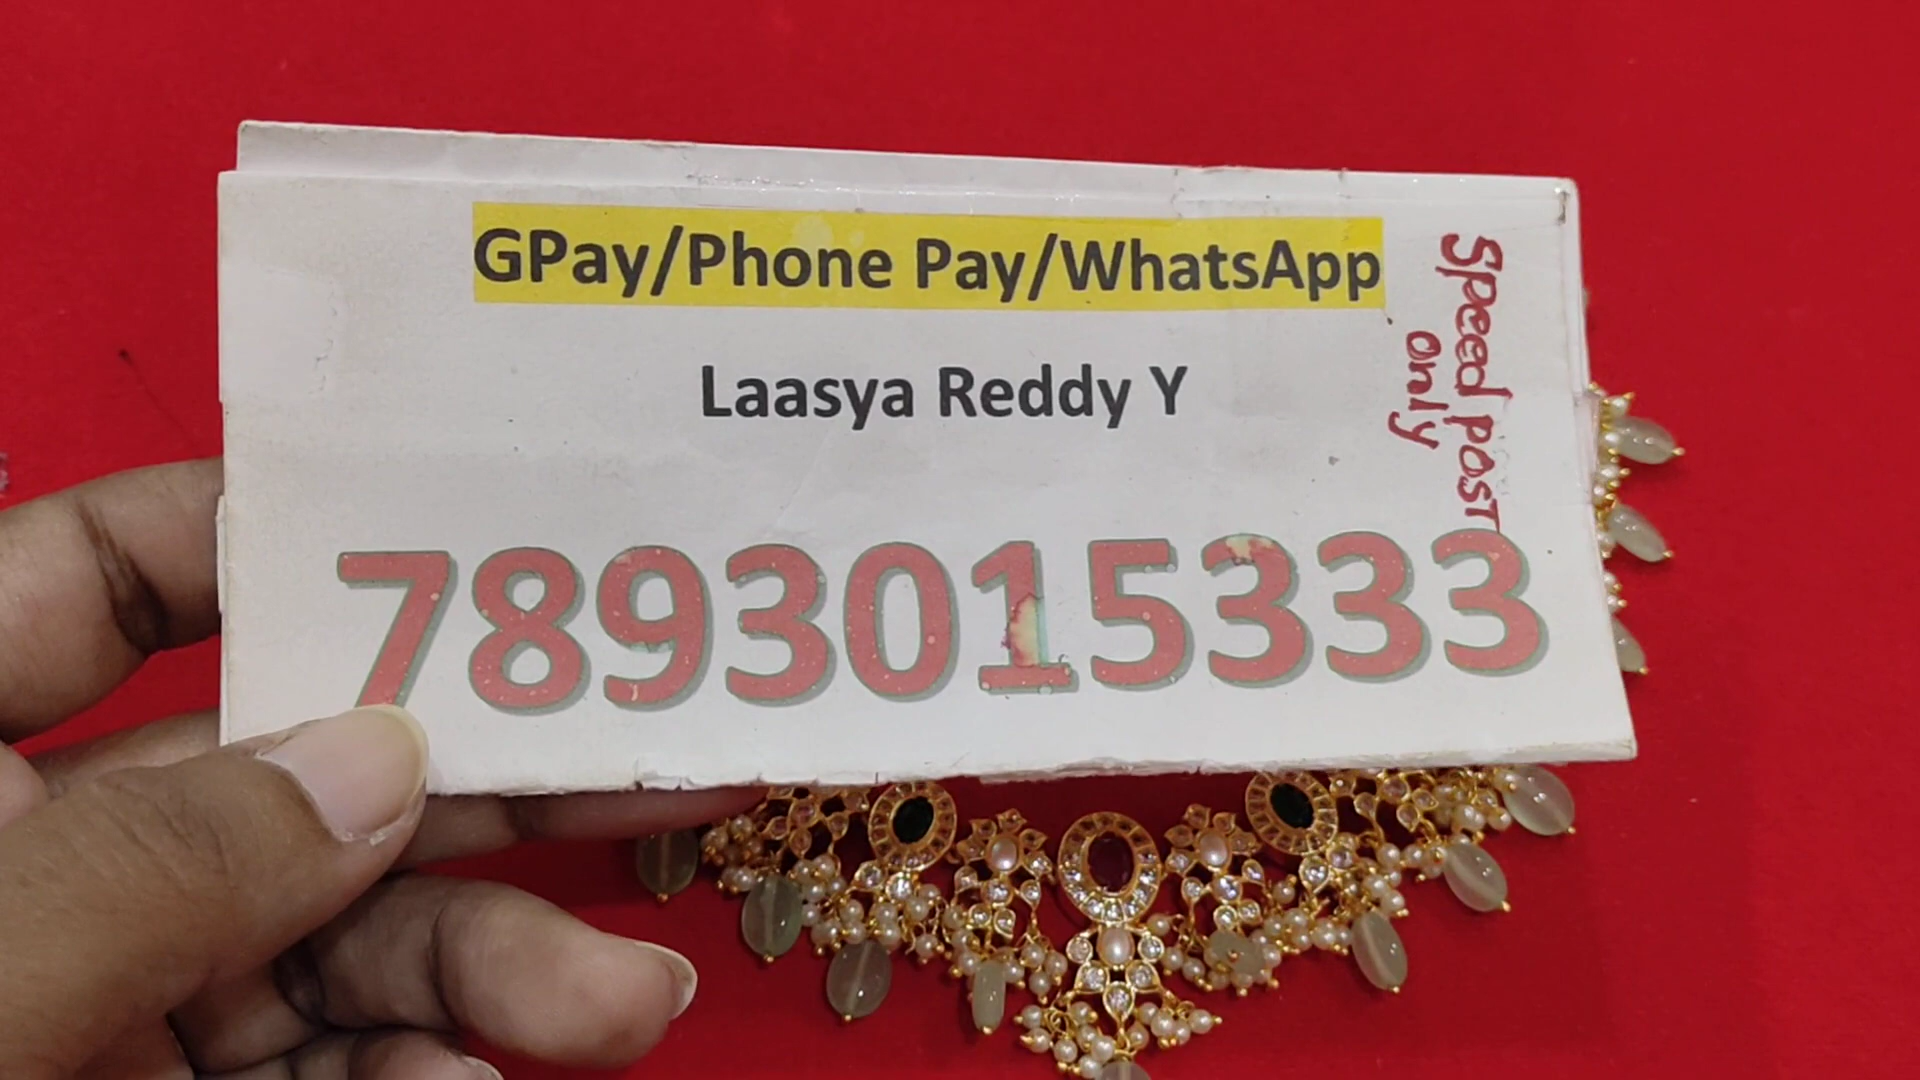 GPay/Phone Pay/WhatsApp
Laasya Reddy Y
7893015333
Speed post
only